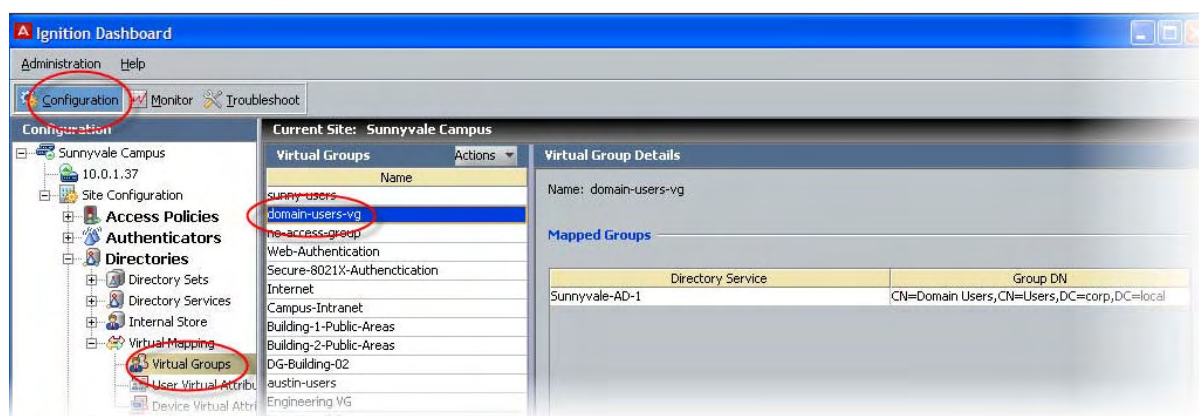 Ignition Dashboard
Administration Help
Configuration Monitor Troubleshoot
Configuration
Sunnyvale Campus
10.0.1.37
Site Configuration
Access Policies
Authenticators
Directories
Directory Sets
Directory Services
Internal Store
Virtual Mapping
Virtual Groups
User Virtual Attribu
Device Virtual Attri
Current Site: Sunnyvale Campus
Virtual Groups Actions
Name
sunny-users
domain-users-vg
no-access-group
Web-Authentication
Secure-8021X-Authenctication
Internet
Campus-Intranet
Building-1-Public-Areas
Building-2-Public-Areas
DG-Building-02
austin-users
Engineering VG
Virtual Group Details
Name: domain-users-vg
Mapped Groups
Directory Service Group DN
Sunnyvale-AD-1 CN=Domain Users,CN=Users,DC=corp,DC=local